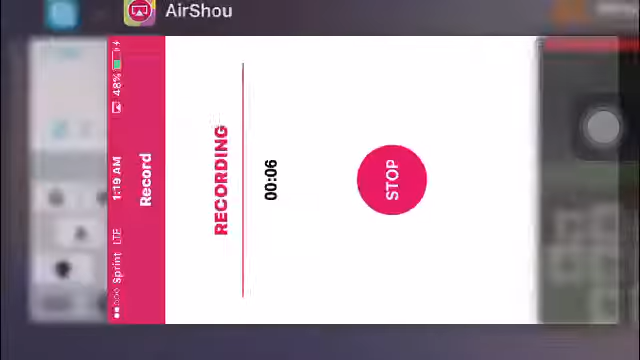 AirShou
Sprint LTE 1:19 AM 48%
Record
RECORDING
00:06
STOP